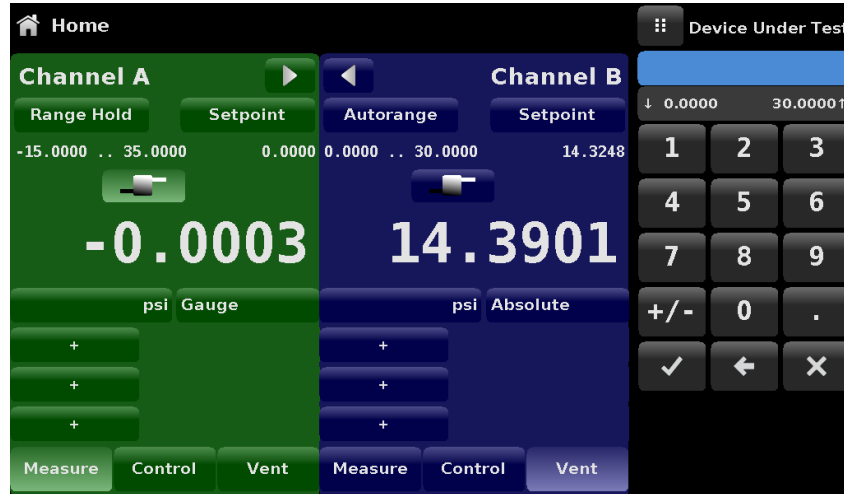 Home
Device Under Test
Channel A
Channel B
Range Hold Setpoint
Autorange Setpoint
-15.0000 .. 35.0000 0.0000
0.0000 .. 30.0000 14.3248
-0.0003
14.3901
psi Gauge
psi Absolute
+ +
+ +
+ +
Measure Control Vent
Measure Control Vent
↓ 0.0000 30.0000↑
1 2 3
4 5 6
7 8 9
+/- 0 .